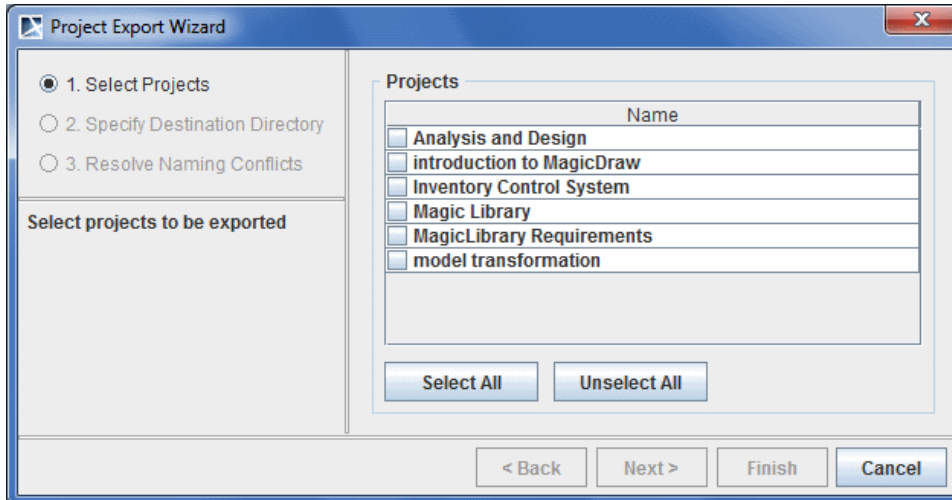 Project Export Wizard
1. Select Projects
2. Specify Destination Directory
3. Resolve Naming Conflicts
Select projects to be exported
Projects
Name
Analysis and Design
introduction to MagicDraw
Inventory Control System
Magic Library
MagicLibrary Requirements
model transformation
Select All
Unselect All
< Back
Next >
Finish
Cancel